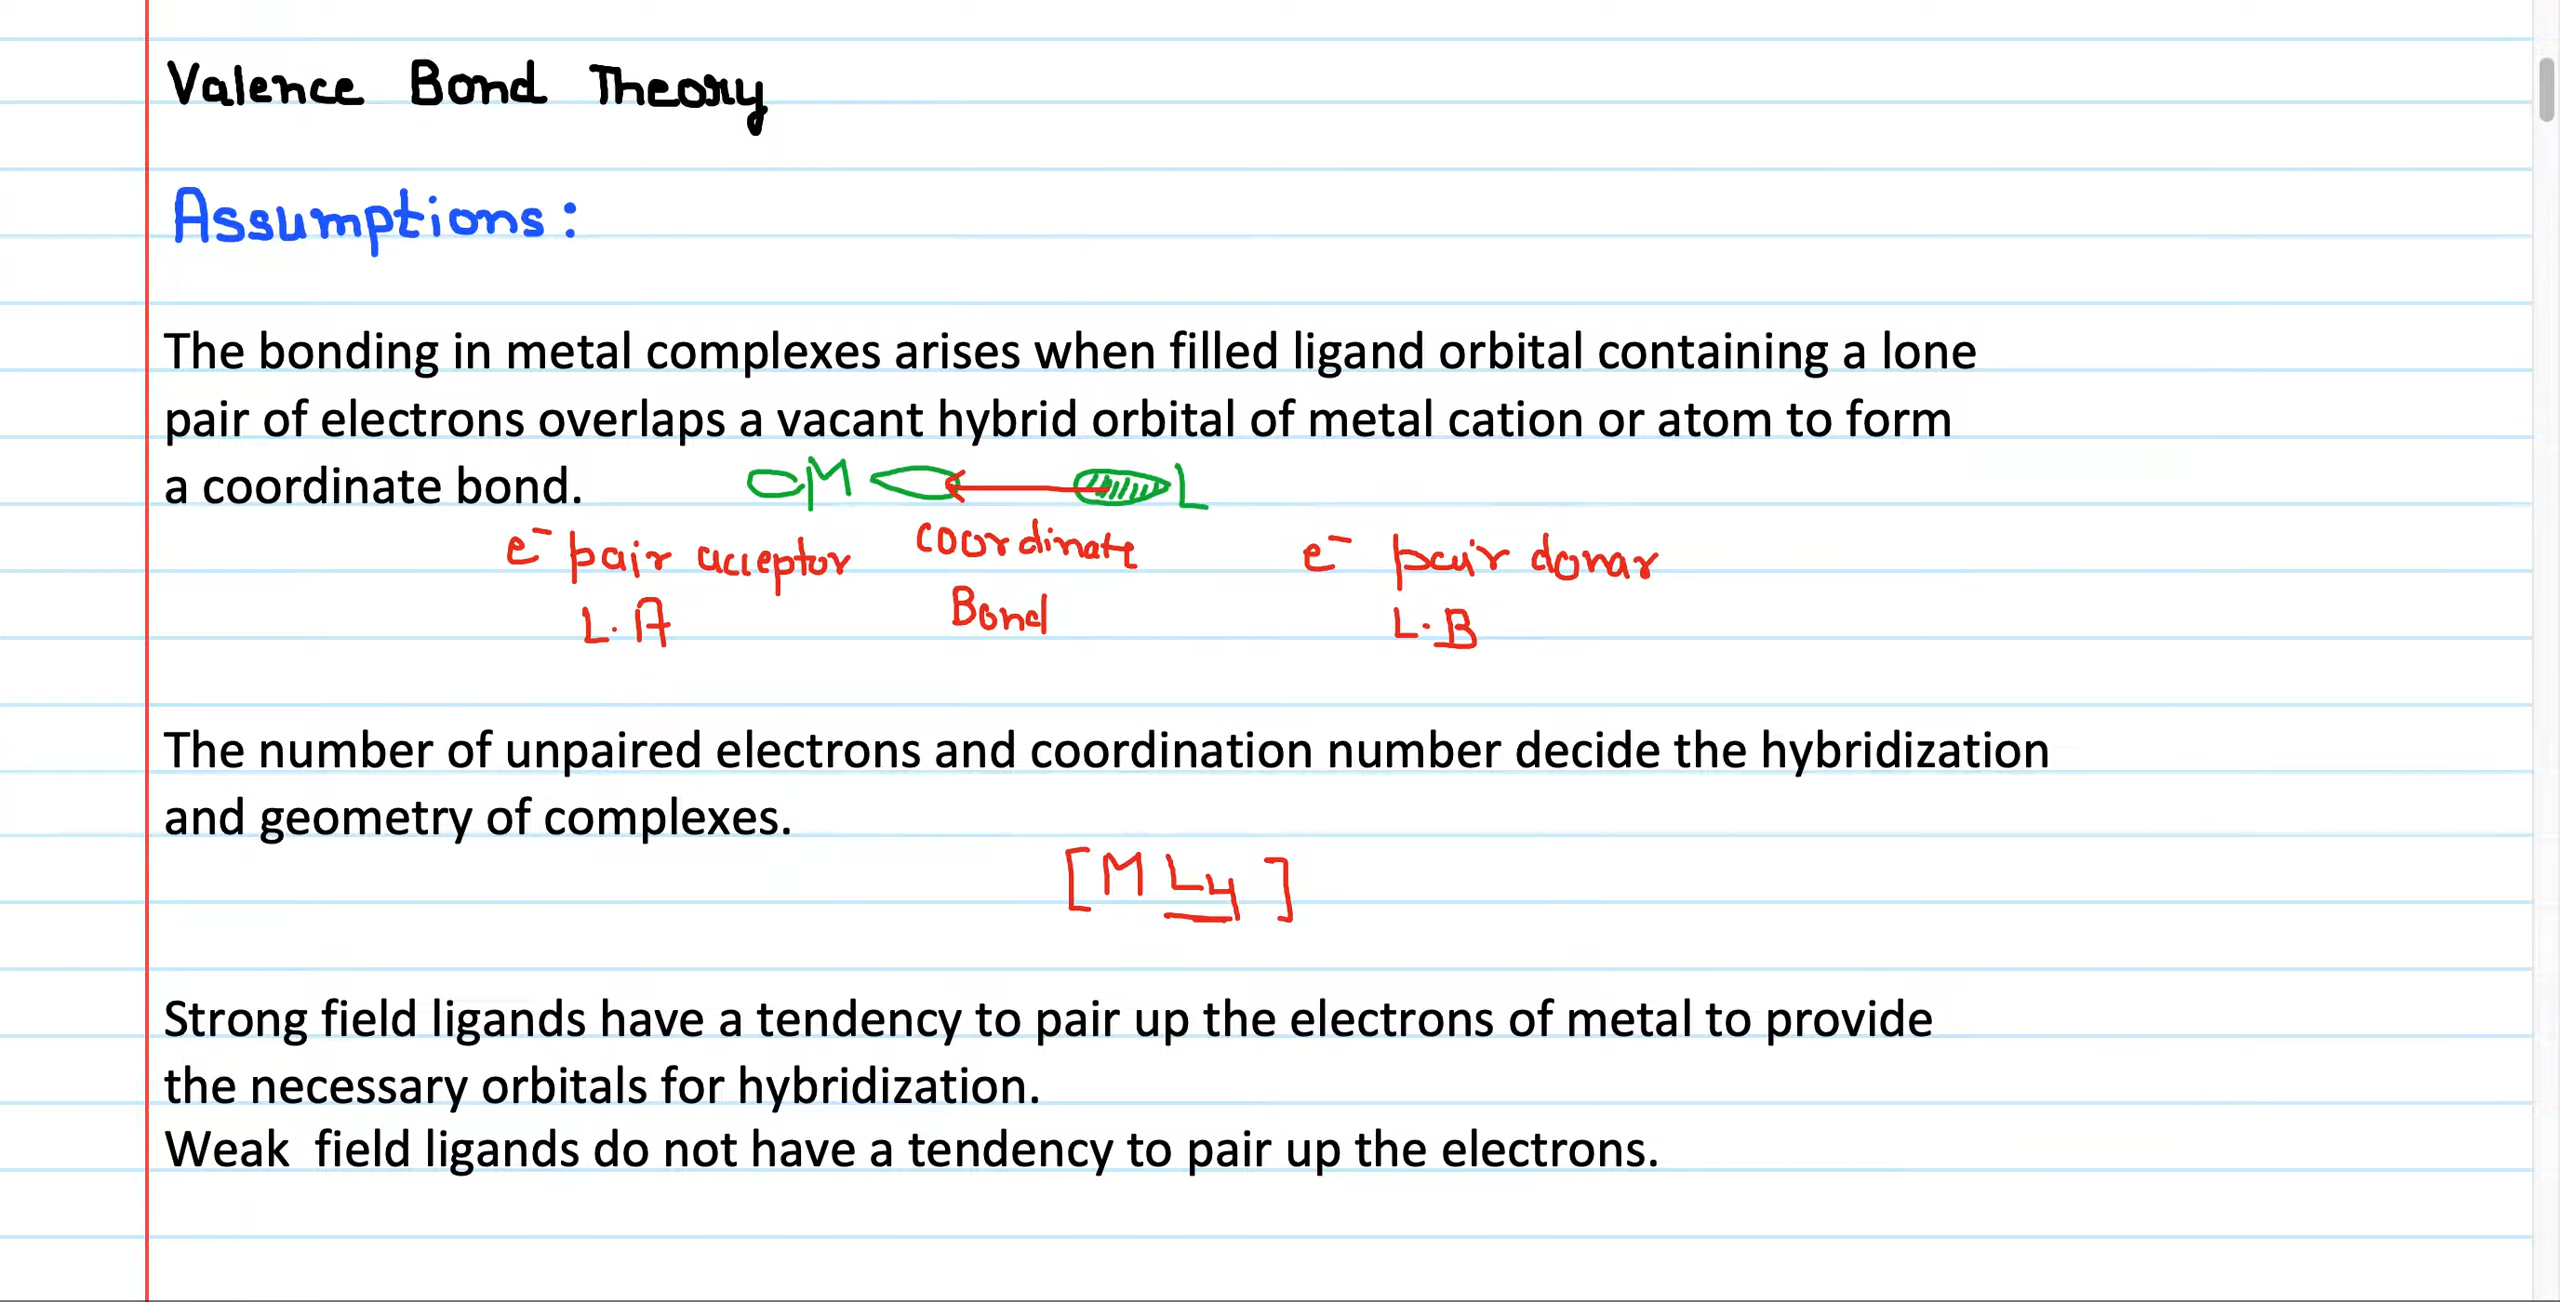 Valence Bond Theory
Assumptions:
The bonding in metal complexes arises when filled ligand orbital containing a lone
pair of electrons overlaps a vacant hybrid orbital of metal cation or atom to form
a coordinate bond. M L
e⁻ pair acceptor coordinate e⁻ pair donar
L.A Bond L.B
The number of unpaired electrons and coordination number decide the hybridization
and geometry of complexes.
[M L₄]
Strong field ligands have a tendency to pair up the electrons of metal to provide
the necessary orbitals for hybridization.
Weak field ligands do not have a tendency to pair up the electrons.